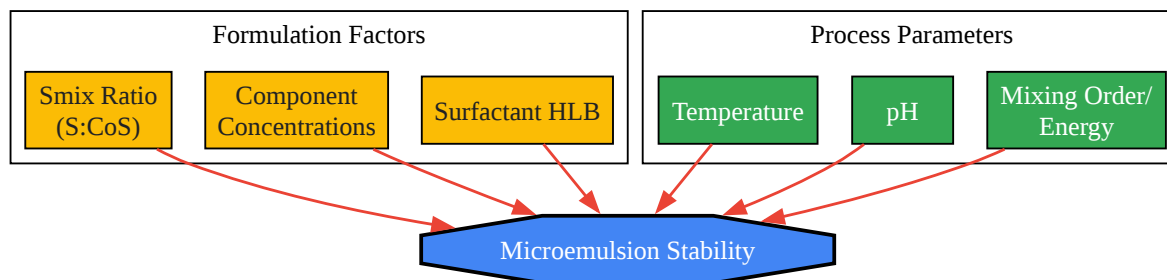 Formulation Factors
Process Parameters
Smix Ratio
(S:CoS)
Component
Concentrations
Surfactant HLB
Temperature
pH
Mixing Order/
Energy
Microemulsion Stability